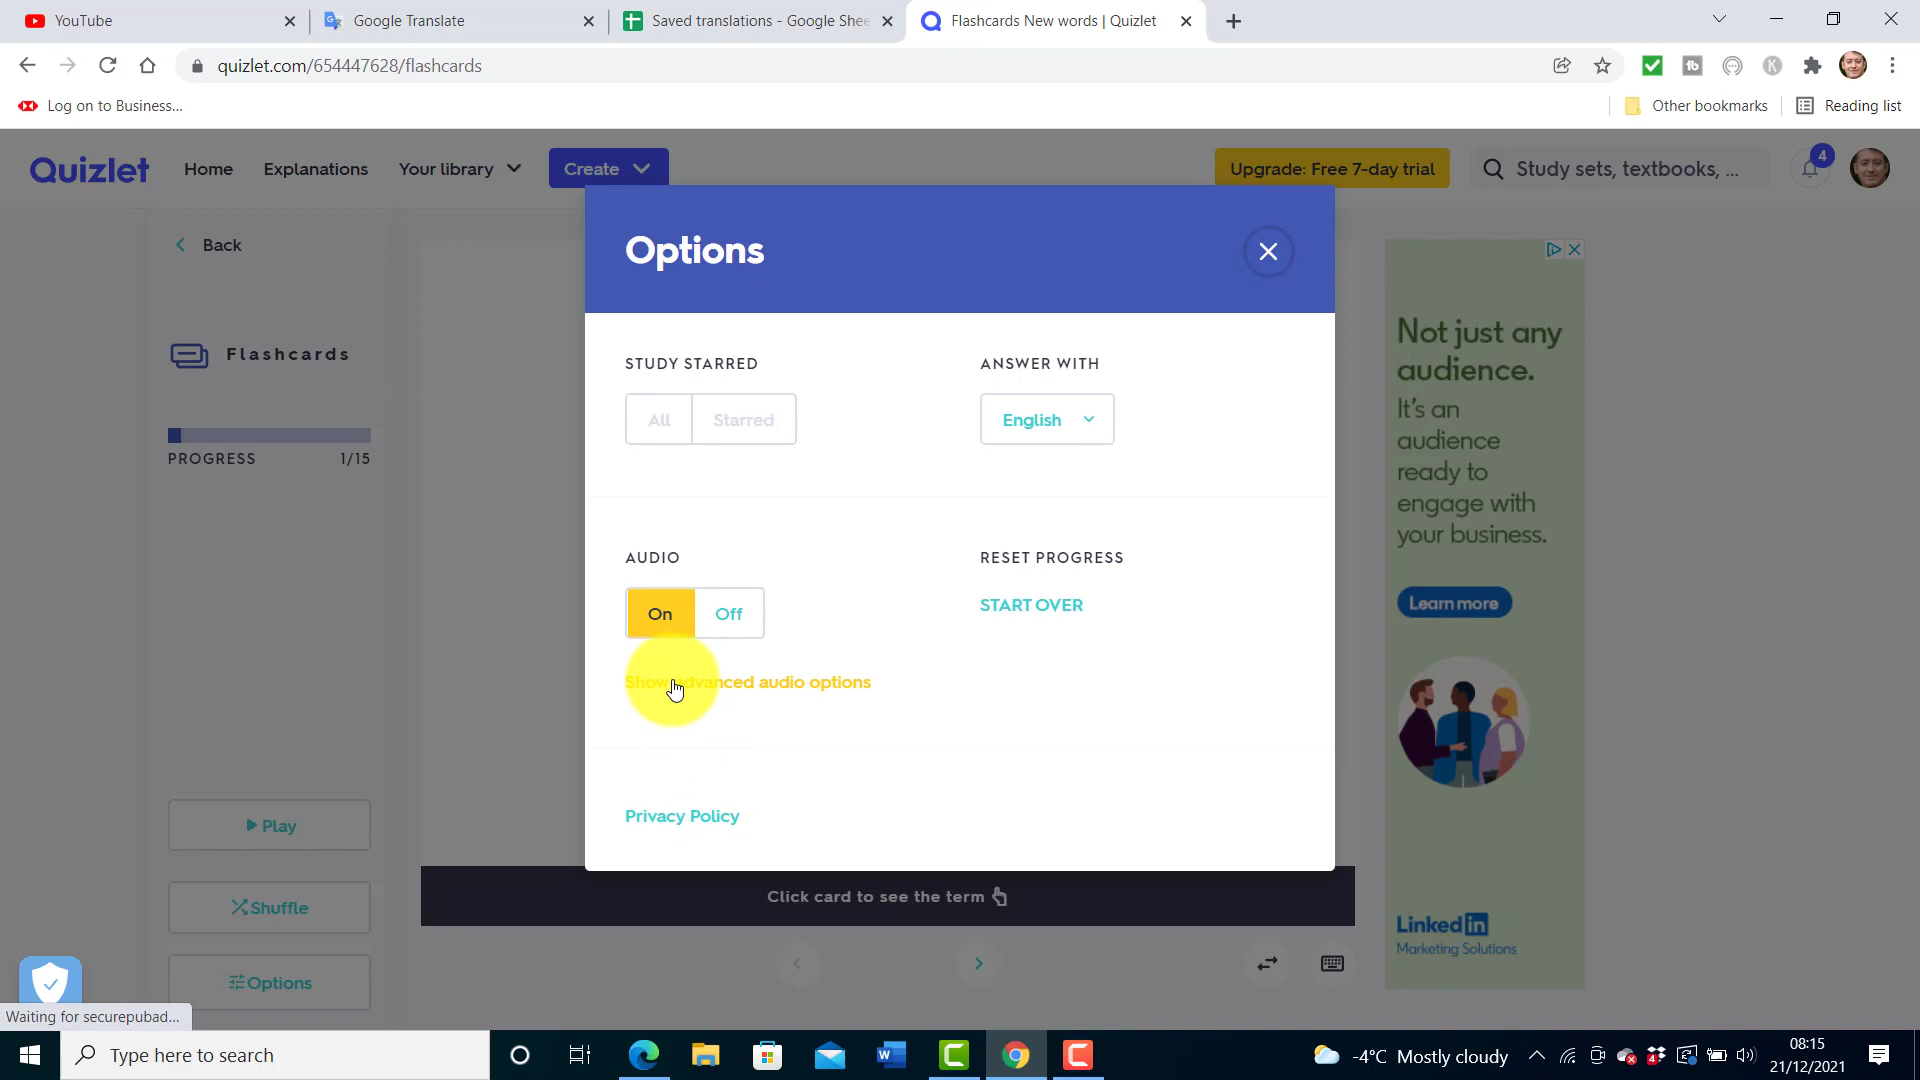 YouTube
Google Translate
Saved translations - Google Shee
Flashcards New words | Quizlet
quizlet.com/654447628/flashcards
Log on to Business...
Other bookmarks
Reading list
Quizlet
Home
Explanations
Your library
Create
Upgrade: Free 7-day trial
Study sets, textbooks, ...
4
Back
Flashcards
PROGRESS
1/15
Play
Shuffle
Options
Options
STUDY STARRED
All
Starred
ANSWER WITH
English
AUDIO
On
Off
Show advanced audio options
RESET PROGRESS
START OVER
Privacy Policy
Click card to see the term
Not just any
audience.
It's an
audience
ready to
engage with
your business.
Learn more
Linked in
Marketing Solutions
Waiting for securepubad...
Type here to search
-4°C Mostly cloudy
08:15
21/12/2021